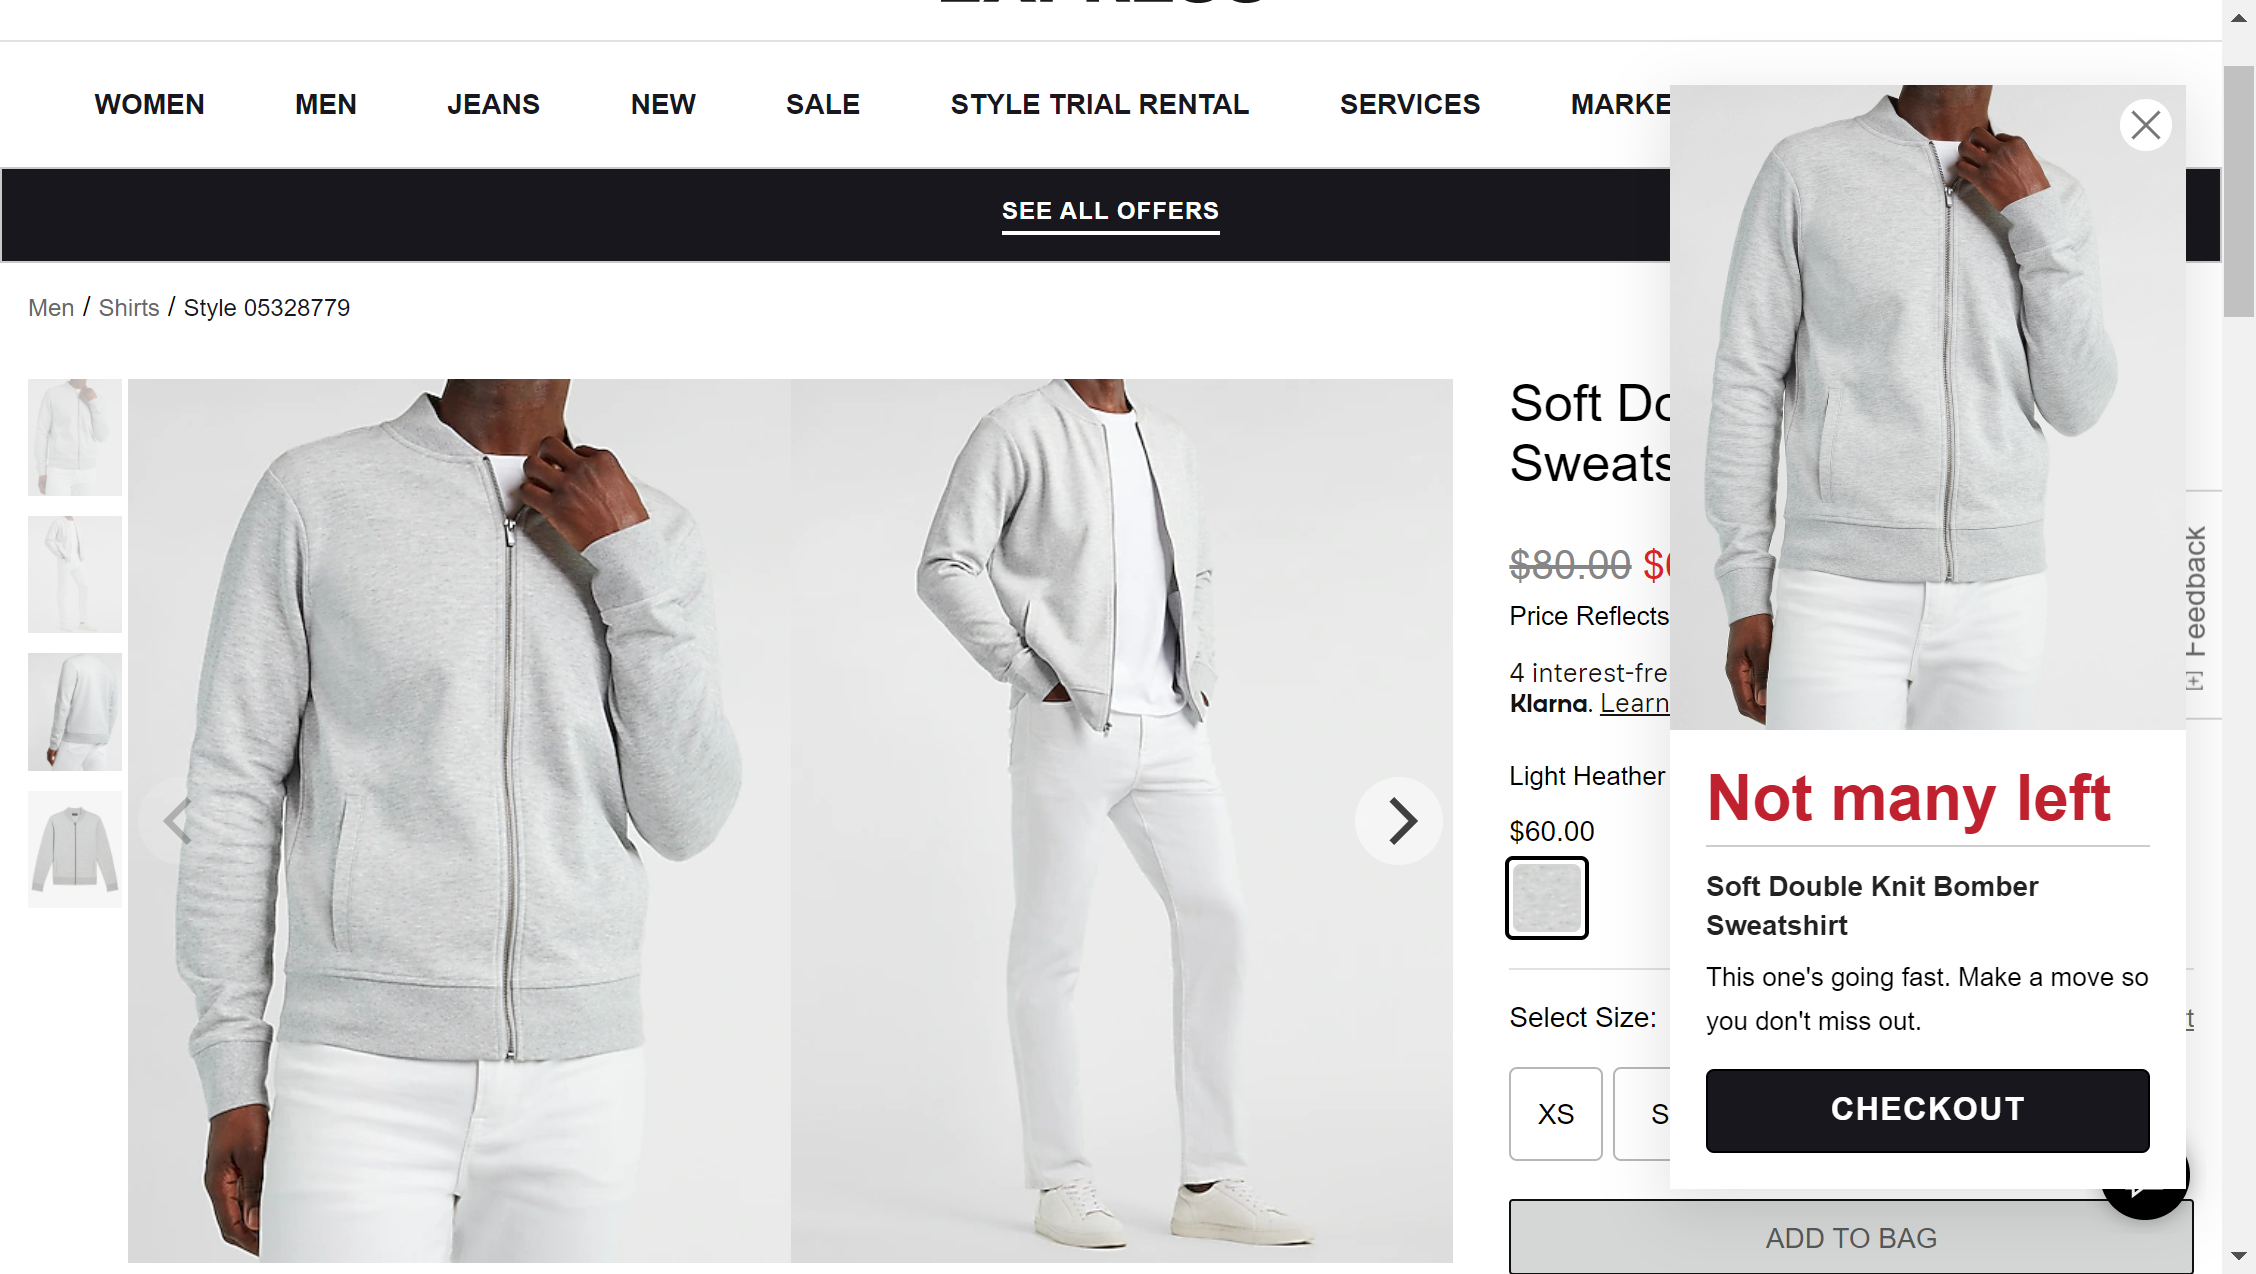 EXPRESS
WOMEN MEN JEANS NEW SALE STYLE TRIAL RENTAL SERVICES MARKE
SEE ALL OFFERS
Men / Shirts / Style 05328779
Soft Do
Sweats
$80.00 $6
Price Reflects
4 interest-fre
Klarna. Learn
Light Heather
$60.00
Select Size:
t
XS S
ADD TO BAG
Not many left
Soft Double Knit Bomber
Sweatshirt
This one's going fast. Make a move so
you don't miss out.
CHECKOUT
[+] Feedback